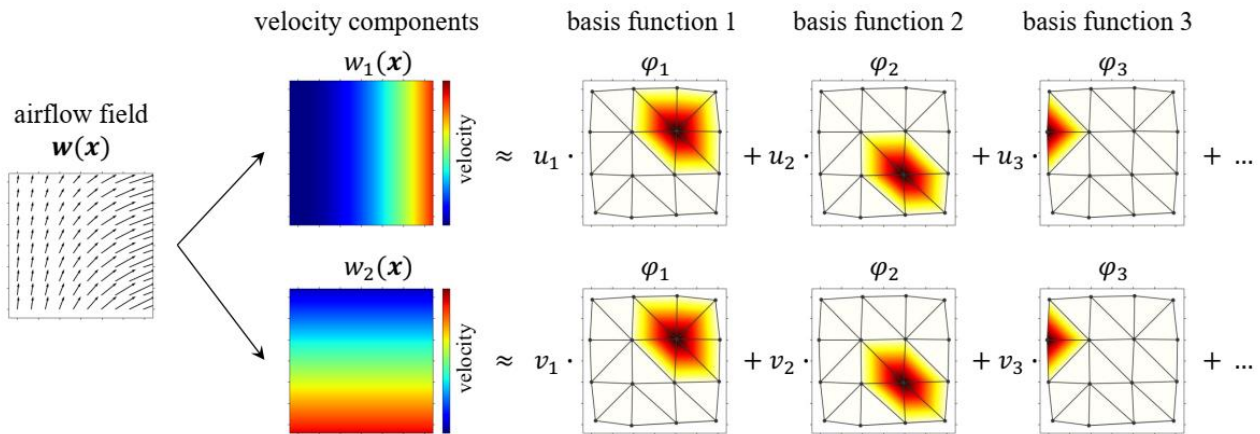 velocity components basis function 1 basis function 2 basis function 3
w₁(x) φ₁ φ₂ φ₃
airflow field
w(x)
velocity ≈ u₁ · + u₂ · + u₃ · + ...
w₂(x) φ₁ φ₂ φ₃
velocity ≈ v₁ · + v₂ · + v₃ · + ...